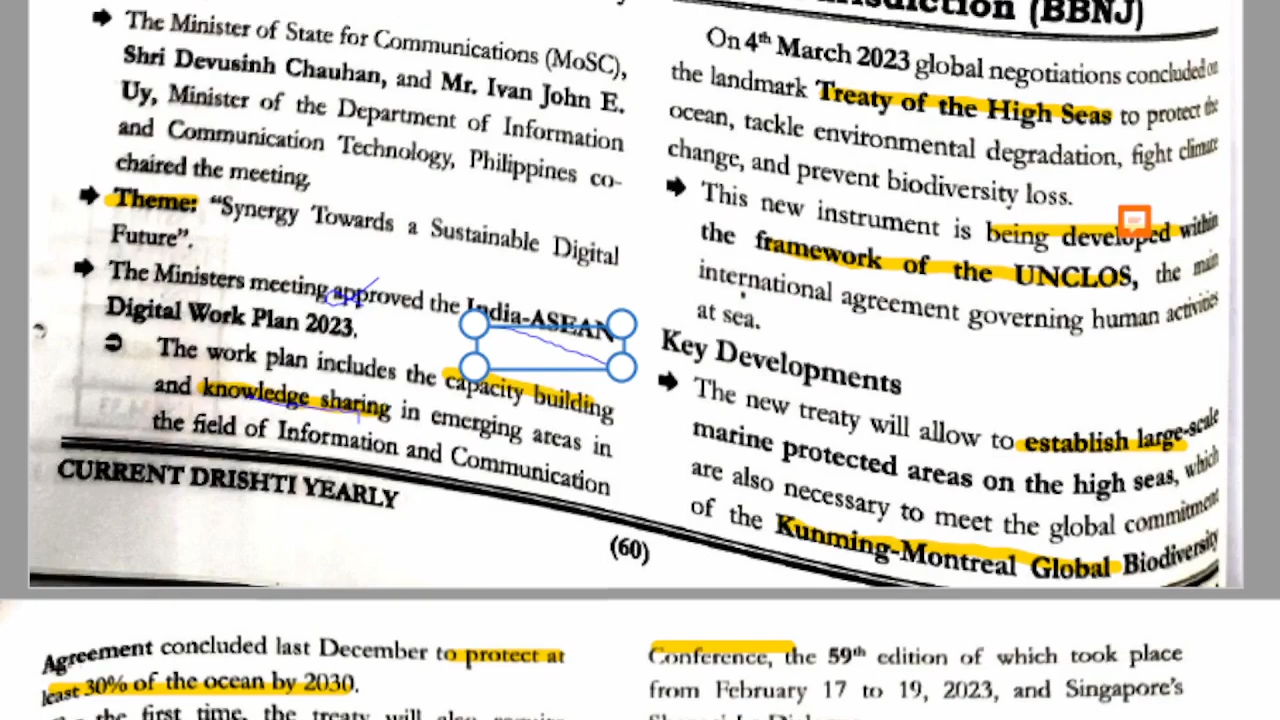 ➔ The Minister of State for Communications (MoSC),
Shri Devusinh Chauhan, and Mr. Ivan John E.
Uy, Minister of the Department of Information
and Communication Technology, Philippines co-
chaired the meeting.
➔ Theme: “Synergy Towards a Sustainable Digital
Future”.
➔ The Ministers meeting approved the India-ASEAN
Digital Work Plan 2023.
The work plan includes the capacity building
and knowledge sharing in emerging areas in
the field of Information and Communication
CURRENT DRISHTI YEARLY
(60)
(BBNJ)
On 4th March 2023 global negotiations concluded on
the landmark Treaty of the High Seas to protect the
ocean, tackle environmental degradation, fight climate
change, and prevent biodiversity loss.
➔ This new instrument is being developed within
the framework of the UNCLOS, the main
international agreement governing human activities
at sea.
Key Developments
➔ The new treaty will allow to establish large-scale
marine protected areas on the high seas, which
are also necessary to meet the global commitment
of the Kunming-Montreal Global Biodiversity
Agreement concluded last December to protect at
least 30% of the ocean by 2030.
the first time, the treaty will also require
Conference, the 59th edition of which took place
from February 17 to 19, 2023, and Singapore’s